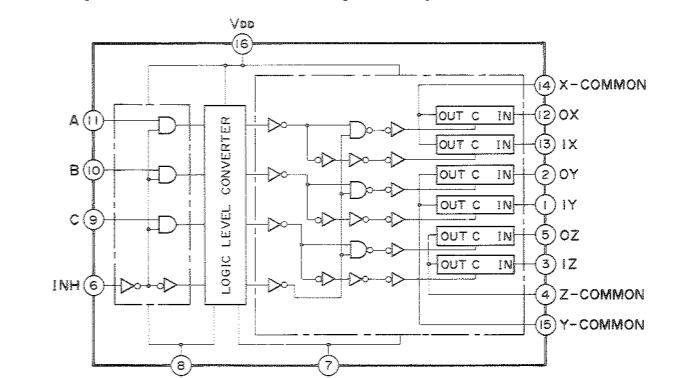 VDD
16
14 X-COMMON
A 11
OUT C IN 12 OX
OUT C IN 13 IX
B 10
OUT C IN 2 OY
OUT C IN 1 IY
C 9
OUT C IN 5 OZ
OUT C IN 3 IZ
LOGIC LEVEL CONVERTER
INH 6
4 Z-COMMON
15 Y-COMMON
8
7